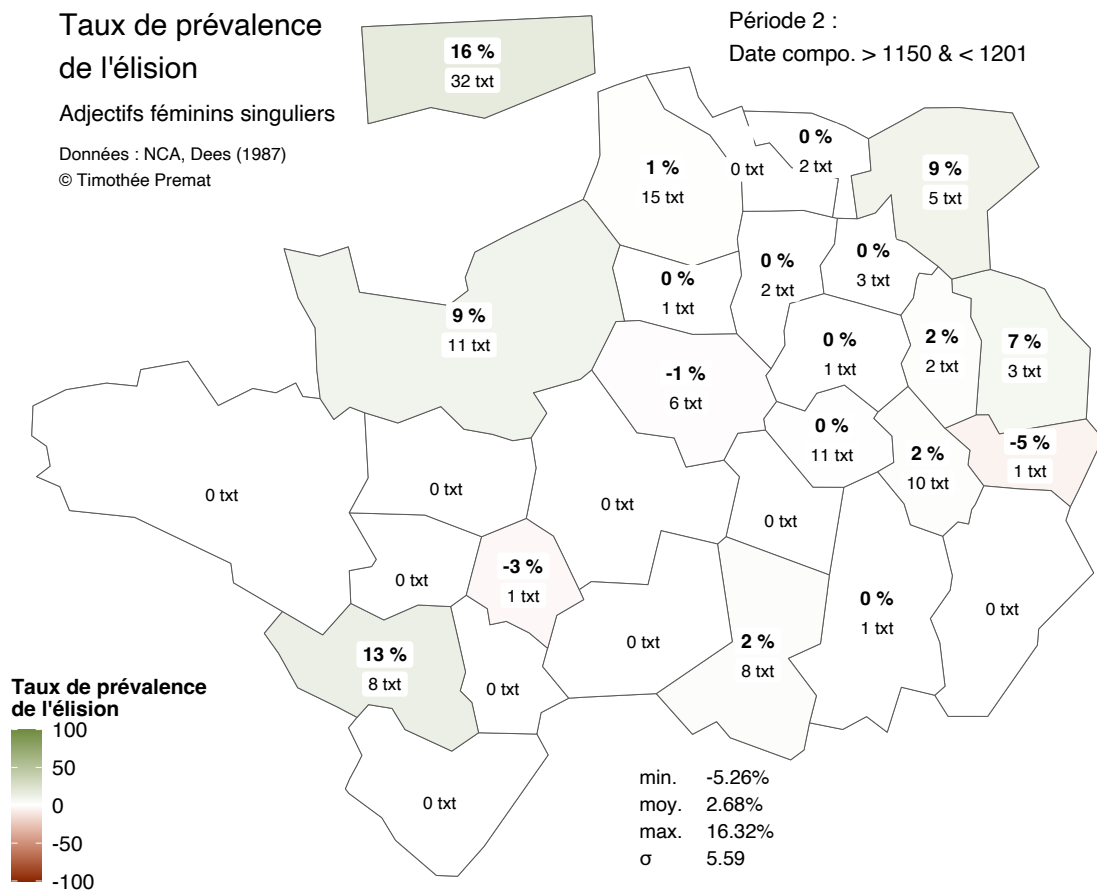 Taux de prévalence
de l'élision
Adjectifs féminins singuliers
Données : NCA, Dees (1987)
© Timothée Premat
Période 2 :
Date compo. > 1150 & < 1201
16 %
32 txt
0 %
2 txt
0 txt
1 %
15 txt
9 %
5 txt
0 %
3 txt
0 %
2 txt
0 %
1 txt
9 %
11 txt
0 %
1 txt
2 %
2 txt
7 %
3 txt
-1 %
6 txt
0 %
11 txt
2 %
10 txt
-5 %
1 txt
0 txt
0 txt
0 txt
0 txt
0 txt
-3 %
1 txt
0 %
1 txt
0 txt
13 %
8 txt
0 txt
0 txt
2 %
8 txt
0 txt
Taux de prévalence
de l'élision
100
50
0
-50
-100
min. -5.26%
moy. 2.68%
max. 16.32%
σ 5.59